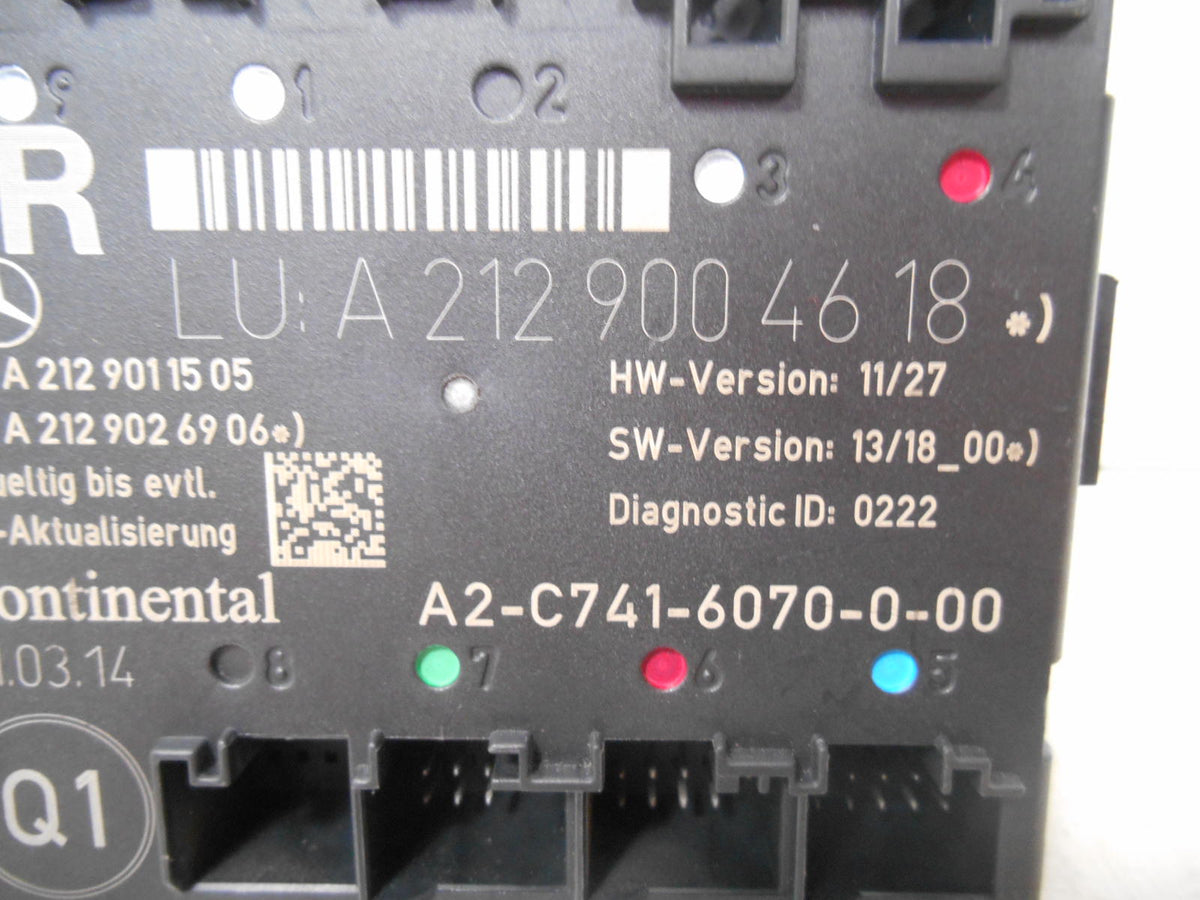 9 1 2
R
3 4
LU: A 212 900 46 18 *)
A 212 901 15 05
HW-Version: 11/27
A 212 902 69 06*)
SW-Version: 13/18_00*)
ueltig bis evtl.
-Aktualisierung
Diagnostic ID: 0222
ontinental
A2-C741-6070-0-00
.03.14
8 7 6 5
Q1